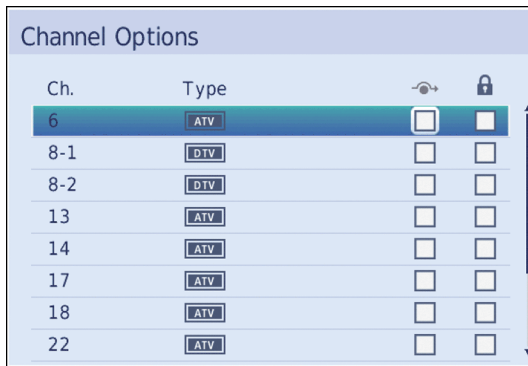 Channel Options
Ch. Type
6 ATV
8-1 DTV
8-2 DTV
13 ATV
14 ATV
17 ATV
18 ATV
22 ATV